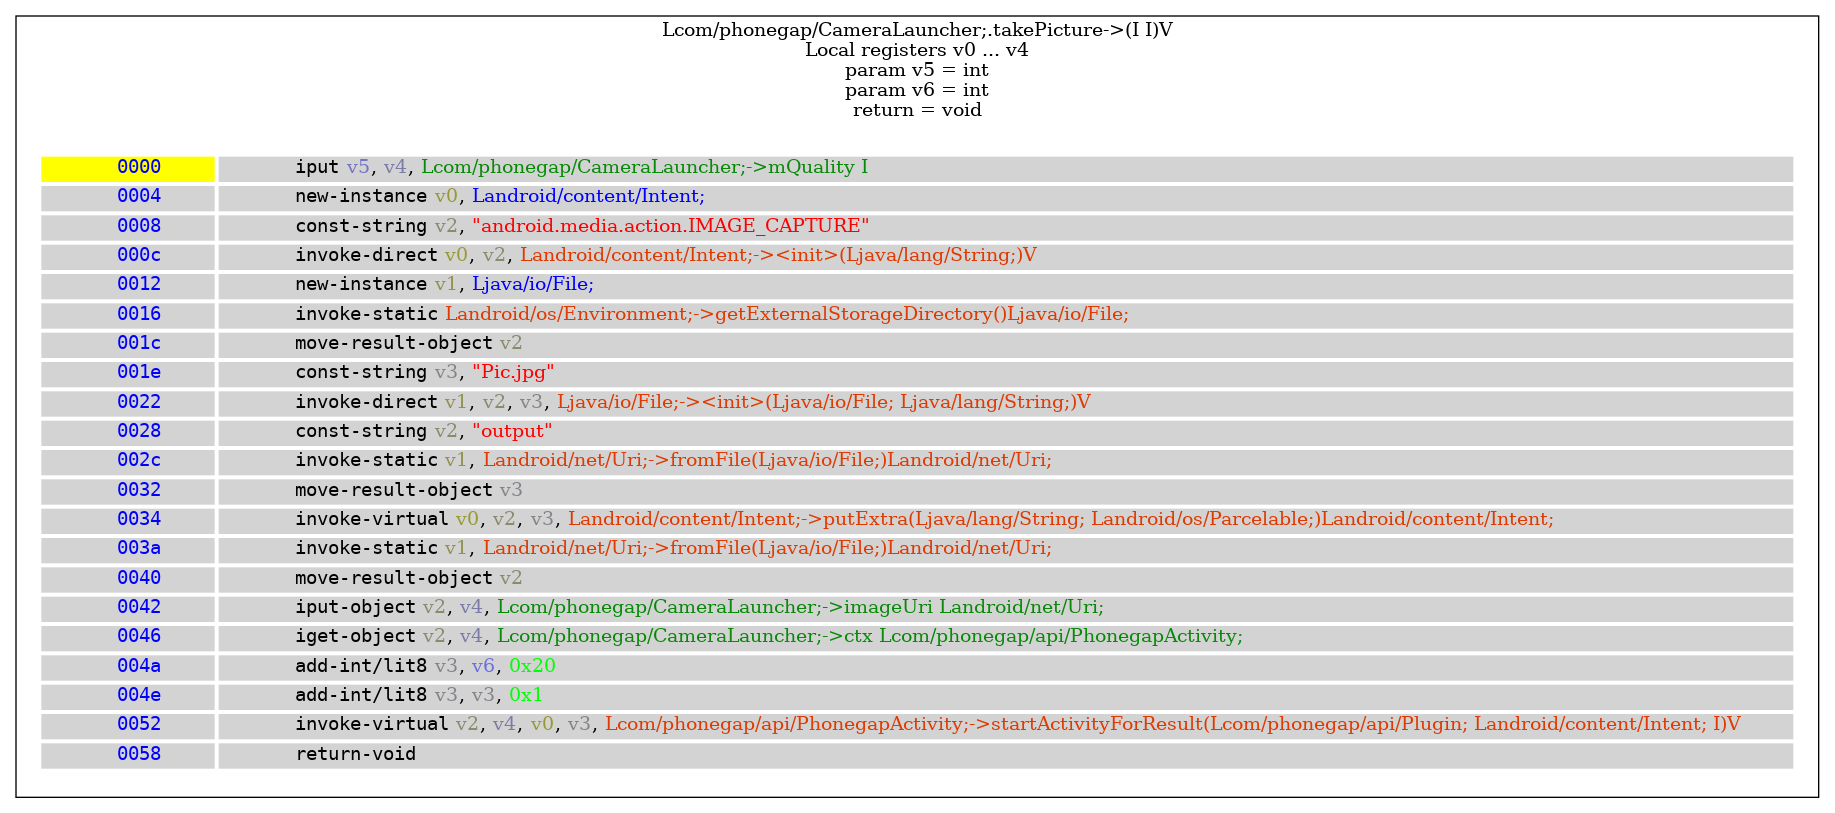 Lcom/phonegap/CameraLauncher;.takePicture->(I I)V
Local registers v0 ... v4
param v5 = int
param v6 = int
return = void
0000 iput v5, v4, Lcom/phonegap/CameraLauncher;->mQuality I
0004 new-instance v0, Landroid/content/Intent;
0008 const-string v2, "android.media.action.IMAGE_CAPTURE"
000c invoke-direct v0, v2, Landroid/content/Intent;-><init>(Ljava/lang/String;)V
0012 new-instance v1, Ljava/io/File;
0016 invoke-static Landroid/os/Environment;->getExternalStorageDirectory()Ljava/io/File;
001c move-result-object v2
001e const-string v3, "Pic.jpg"
0022 invoke-direct v1, v2, v3, Ljava/io/File;-><init>(Ljava/io/File; Ljava/lang/String;)V
0028 const-string v2, "output"
002c invoke-static v1, Landroid/net/Uri;->fromFile(Ljava/io/File;)Landroid/net/Uri;
0032 move-result-object v3
0034 invoke-virtual v0, v2, v3, Landroid/content/Intent;->putExtra(Ljava/lang/String; Landroid/os/Parcelable;)Landroid/content/Intent;
003a invoke-static v1, Landroid/net/Uri;->fromFile(Ljava/io/File;)Landroid/net/Uri;
0040 move-result-object v2
0042 iput-object v2, v4, Lcom/phonegap/CameraLauncher;->imageUri Landroid/net/Uri;
0046 iget-object v2, v4, Lcom/phonegap/CameraLauncher;->ctx Lcom/phonegap/api/PhonegapActivity;
004a add-int/lit8 v3, v6, 0x20
004e add-int/lit8 v3, v3, 0x1
0052 invoke-virtual v2, v4, v0, v3, Lcom/phonegap/api/PhonegapActivity;->startActivityForResult(Lcom/phonegap/api/Plugin; Landroid/content/Intent; I)V
0058 return-void